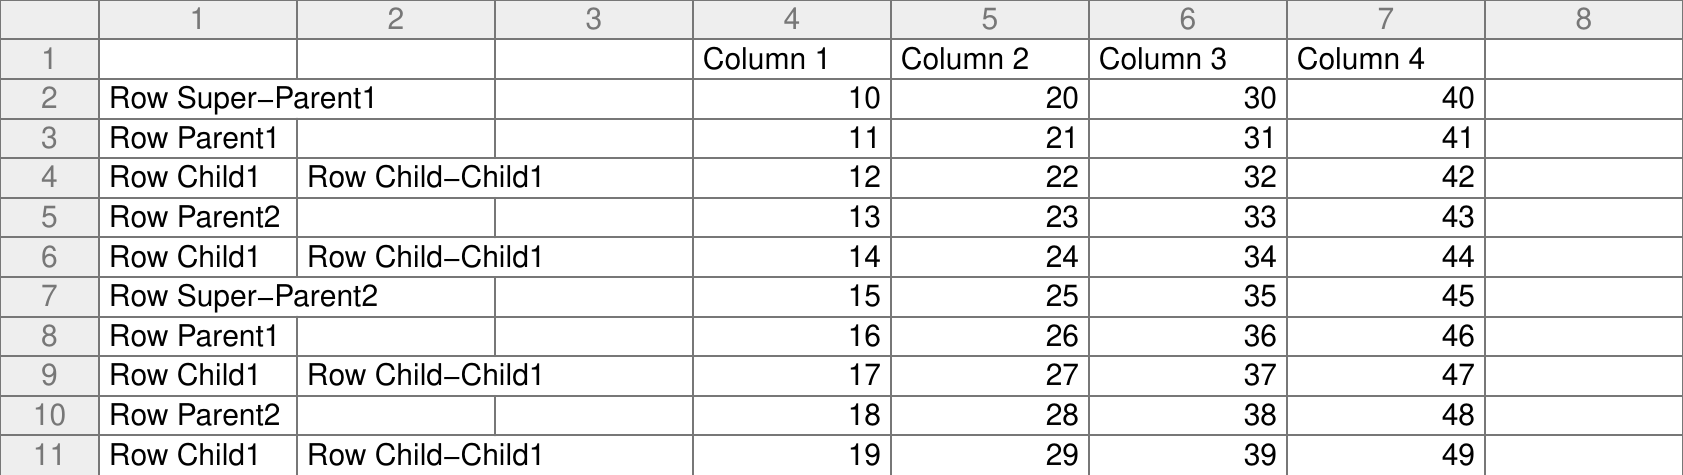 1 2 3 4 5 6 7 8
1 Column 1 Column 2 Column 3 Column 4
2 Row Super–Parent1 10 20 30 40
3 Row Parent1 11 21 31 41
4 Row Child1 Row Child–Child1 12 22 32 42
5 Row Parent2 13 23 33 43
6 Row Child1 Row Child–Child1 14 24 34 44
7 Row Super–Parent2 15 25 35 45
8 Row Parent1 16 26 36 46
9 Row Child1 Row Child–Child1 17 27 37 47
10 Row Parent2 18 28 38 48
11 Row Child1 Row Child–Child1 19 29 39 49